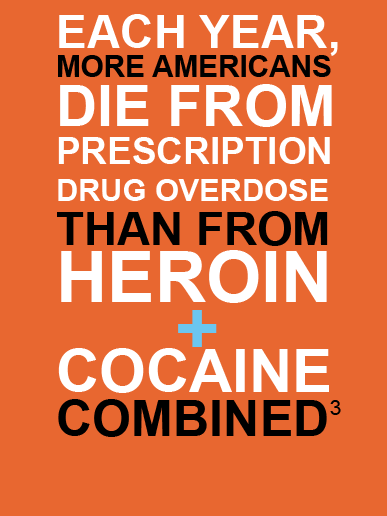 EACH YEAR,
MORE AMERICANS
DIE FROM
PRESCRIPTION
DRUG OVERDOSE
THAN FROM
HEROIN
+
COCAINE
COMBINED³